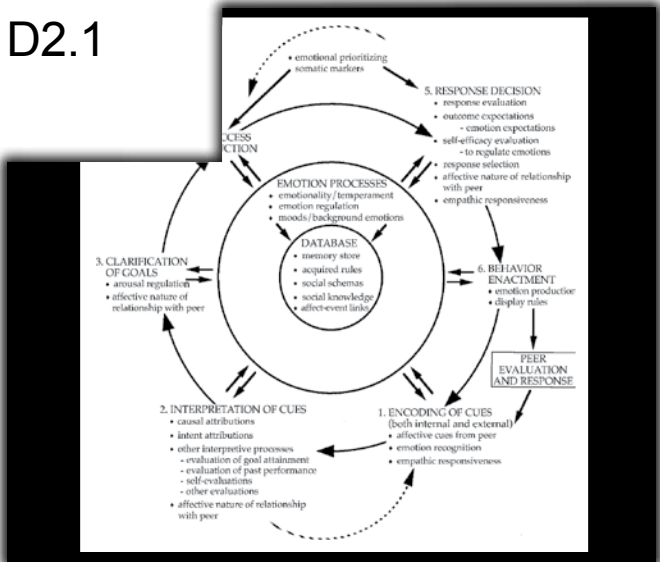 D2.1
• emotional prioritizing
somatic markers
5. RESPONSE DECISION
• response evaluation
• outcome expectations
- emotion expectations
• self-efficacy evaluation
- to regulate emotions
• response selection
• affective nature of relationship
with peer
• empathic responsiveness
EMOTION PROCESSES
• emotionality/temperament
• emotion regulation
• moods/background emotions
DATABASE
• memory store
• acquired rules
• social schemas
• social knowledge
• affect-event links
3. CLARIFICATION
OF GOALS
• arousal regulation
• affective nature of
relationship with peer
6. BEHAVIOR
ENACTMENT
• emotion production
• display rules
PEER
EVALUATION
AND RESPONSE
2. INTERPRETATION OF CUES
• causal attributions
• intent attributions
• other interpretive processes
- evaluation of goal attainment
- evaluation of past performance
- self-evaluations
- other evaluations
• affective nature of relationship
with peer
1. ENCODING OF CUES
(both internal and external)
• affective cues from peer
• emotion recognition
• empathic responsiveness